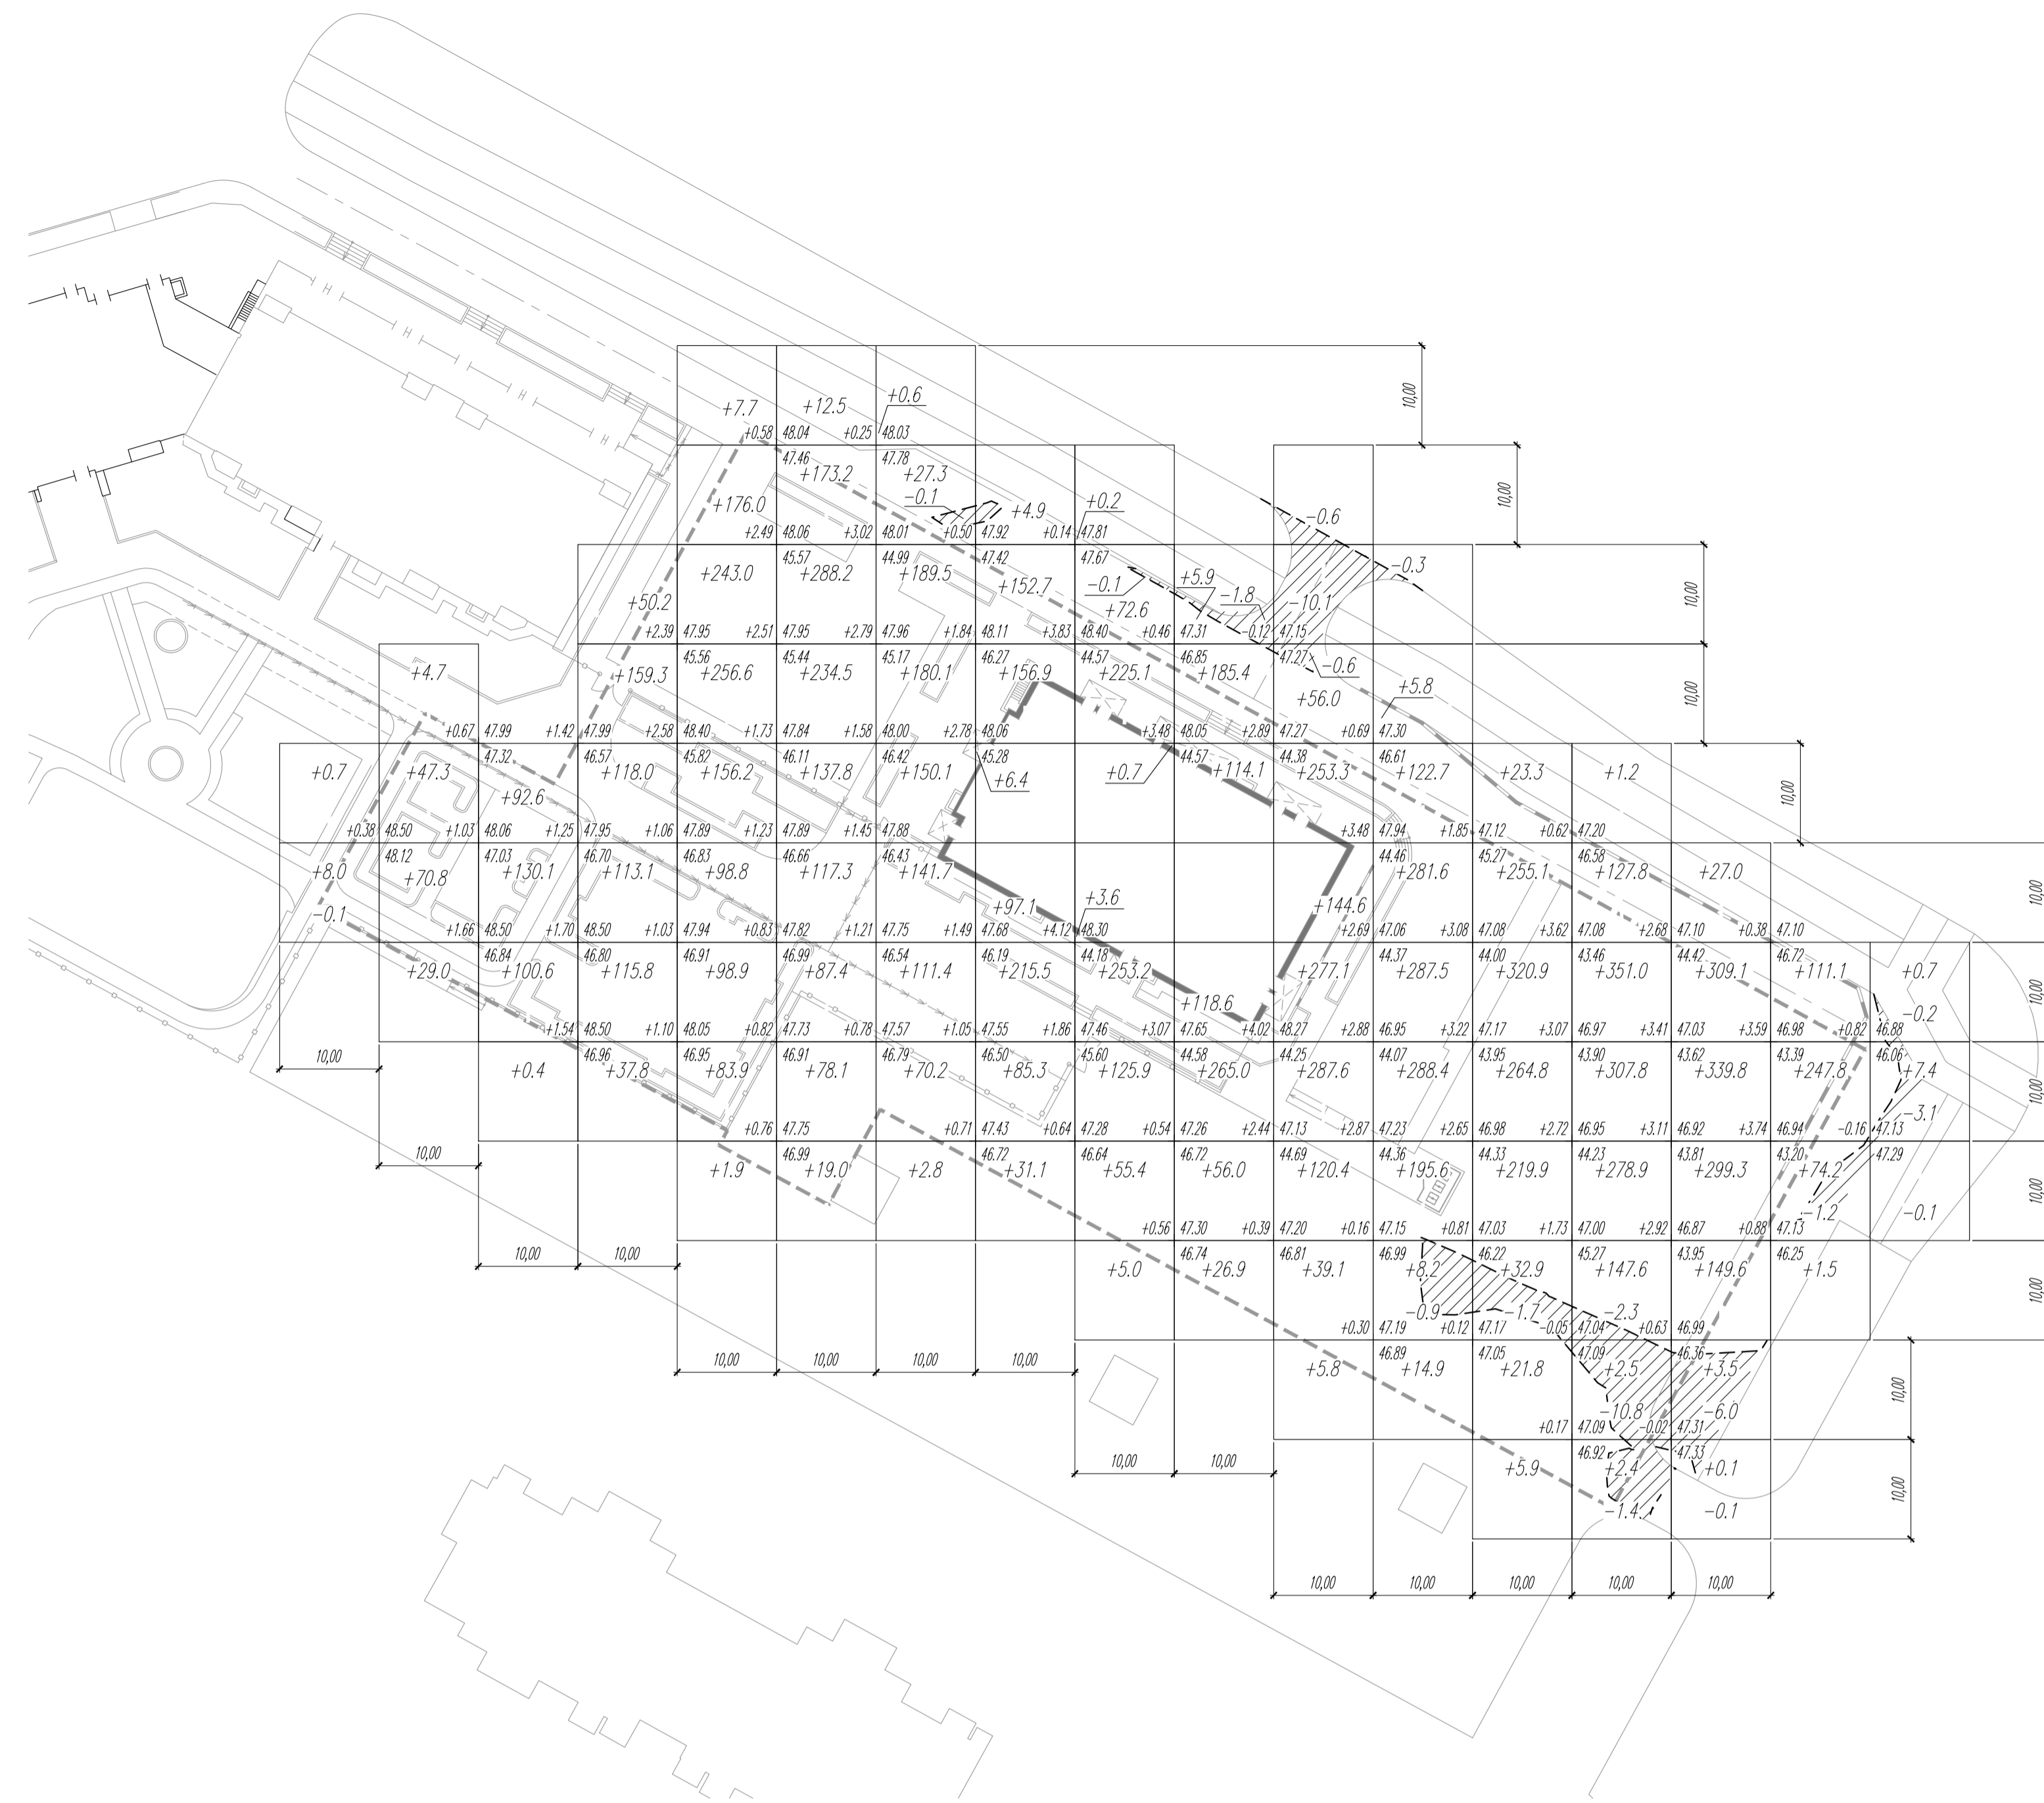 +0.6
+7.7 +12.5 10,00
+0.58 48.04 +0.25 48.03
47.46 47.78
+173.2 +27.3
-0.1
+176.0 +4.9 +0.2 -0.6 10,00
+2.49 48.06 +3.02 48.01 +0.50 47.92 +0.14 47.81
45.57 44.99 47.42 47.67
-0.3
+243.0 +288.2 +189.5 +152.7 -0.1 +5.9 10,00
+50.2 +72.6 -1.8 -10.1
+2.39 47.95 +2.51 47.95 +2.79 47.96 +1.84 48.11 +3.83 48.40 +0.46 47.31 -0.12 47.15
45.56 45.44 45.17 46.27 44.57 46.85 47.27
-0.6
+4.7 +159.3 +256.6 +234.5 +180.1 +156.9 +225.1 +185.4 10,00
+56.0 +5.8
+0.67 47.99 +1.42 47.99 +2.58 48.40 +1.73 47.84 +1.58 48.00 +2.78 48.06 +3.48 48.05 +2.89 47.27 +0.69 47.30
47.32 46.57 45.82 46.11 46.42 45.28 44.57 44.38 46.61
+0.7 +47.3 +118.0 +156.2 +137.8 +150.1 +6.4 +0.7 +114.1 +253.3 +122.7 +23.3 +1.2 10,00
+92.6
+0.38 48.50 +1.03 48.06 +1.25 47.95 +1.06 47.89 +1.23 47.89 +1.45 47.88 +3.48 47.94 +1.85 47.12 +0.62 47.20
48.12 47.03 46.70 46.83 46.66 46.43 44.46 45.27 46.58
+8.0 +70.8 +130.1 +113.1 +98.8 +117.3 +141.7 +281.6 +255.1 +127.8 +27.0 10,00
-0.1 +97.1 +3.6 +144.6
+1.66 48.50 +1.70 48.50 +1.03 47.94 +0.83 47.82 +1.21 47.75 +1.49 47.68 +4.12 48.30 +2.69 47.06 +3.08 47.08 +3.62 47.08 +2.68 47.10 +0.38 47.10
46.84 46.80 46.91 46.99 46.54 46.19 44.18 44.37 44.00 43.46 44.42 46.72
+29.0 +100.6 +115.8 +98.9 +87.4 +111.4 +215.5 +253.2 +277.1 +287.5 +320.9 +351.0 +309.1 +111.1 +0.7 10,00
+118.6 -0.2
+1.54 48.50 +1.10 48.05 +0.82 47.73 +0.78 47.57 +1.05 47.55 +1.86 47.46 +3.07 47.65 +4.02 48.27 +2.88 46.95 +3.22 47.17 +3.07 46.97 +3.41 47.03 +3.59 46.98 +0.82 46.88
46.96 46.95 46.91 46.79 46.50 45.60 44.58 44.25 44.07 43.95 43.90 43.62 43.39 46.06
10,00 +0.4 +37.8 +83.9 +78.1 +70.2 +85.3 +125.9 +265.0 +287.6 +288.4 +264.8 +307.8 +339.8 +247.8 +7.4 10,00
-3.1
+0.76 47.75 +0.71 47.43 +0.64 47.28 +0.54 47.26 +2.44 47.13 +2.87 47.23 +2.65 46.98 +2.72 46.95 +3.11 46.92 +3.74 46.94 -0.16 47.13
10,00 46.99 46.72 46.64 46.72 44.69 44.36 44.33 44.23 43.81 43.20 47.29
+1.9 +19.0 +2.8 +31.1 +55.4 +56.0 +120.4 +195.6 +219.9 +278.9 +299.3 +74.2 10,00
-1.2 -0.1
+0.56 47.30 +0.39 47.20 +0.16 47.15 +0.81 47.03 +1.73 47.00 +2.92 46.87 +0.88 47.13
10,00 10,00 46.74 46.81 46.99 46.22 45.27 43.95 46.25
+5.0 +26.9 +39.1 +8.2 +32.9 +147.6 +149.6 +1.5 10,00
-0.9 -1.7 -2.3
+0.30 47.19 +0.12 47.17 -0.05 47.04 +0.63 46.99
10,00 10,00 10,00 10,00 46.89 47.05 47.09 46.36
+5.8 +14.9 +21.8 +2.5 +3.5 10,00
-10.8 -6.0
+0.17 47.09 -0.02 47.31
10,00 10,00 46.92 47.33
+5.9 +2.4 +0.1 10,00
-1.4 -0.1
10,00 10,00 10,00 10,00 10,00